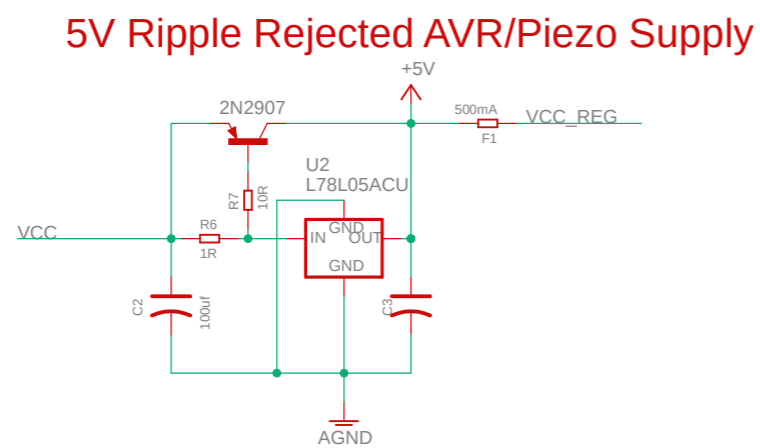 5V Ripple Rejected AVR/Piezo Supply
+5V
2N2907
500mA
VCC_REG
F1
U2
L78L05ACU
R7
10R
GND
VCC
R6
IN
OUT
1R
GND
C2
100uf
C3
AGND